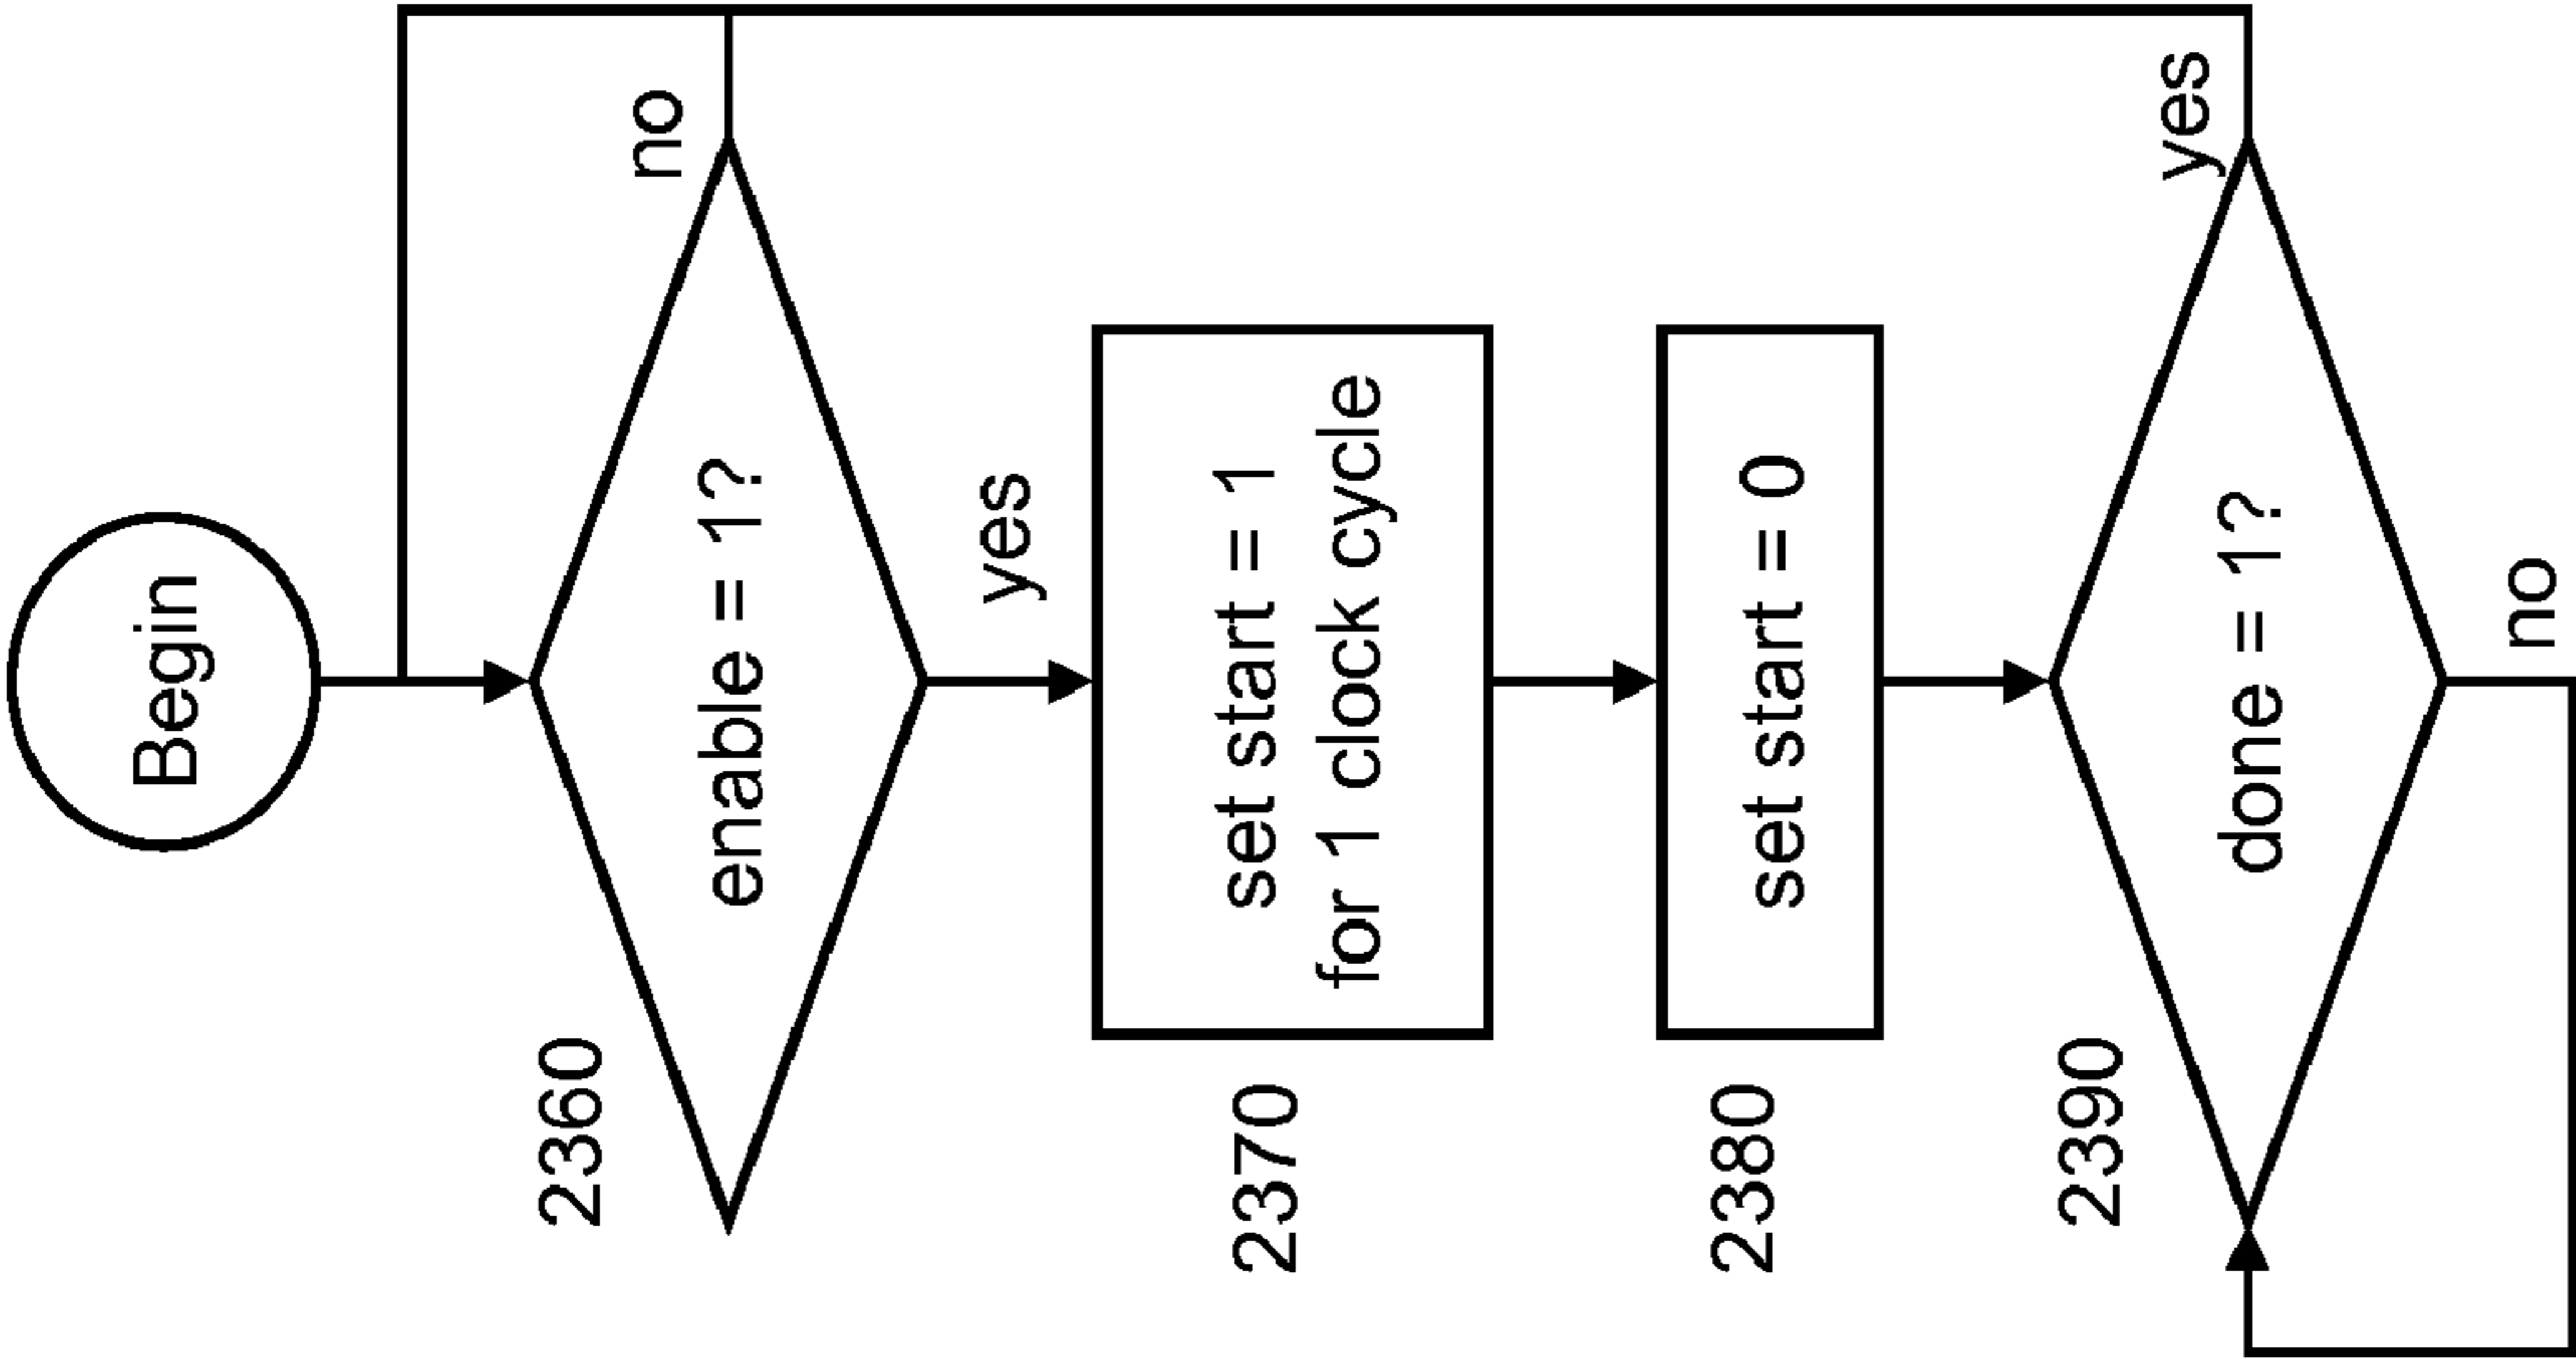 Begin
2360
enable = 1?
no
yes
2370
set start = 1
for 1 clock cycle
2380
set start = 0
2390
done = 1?
yes
no